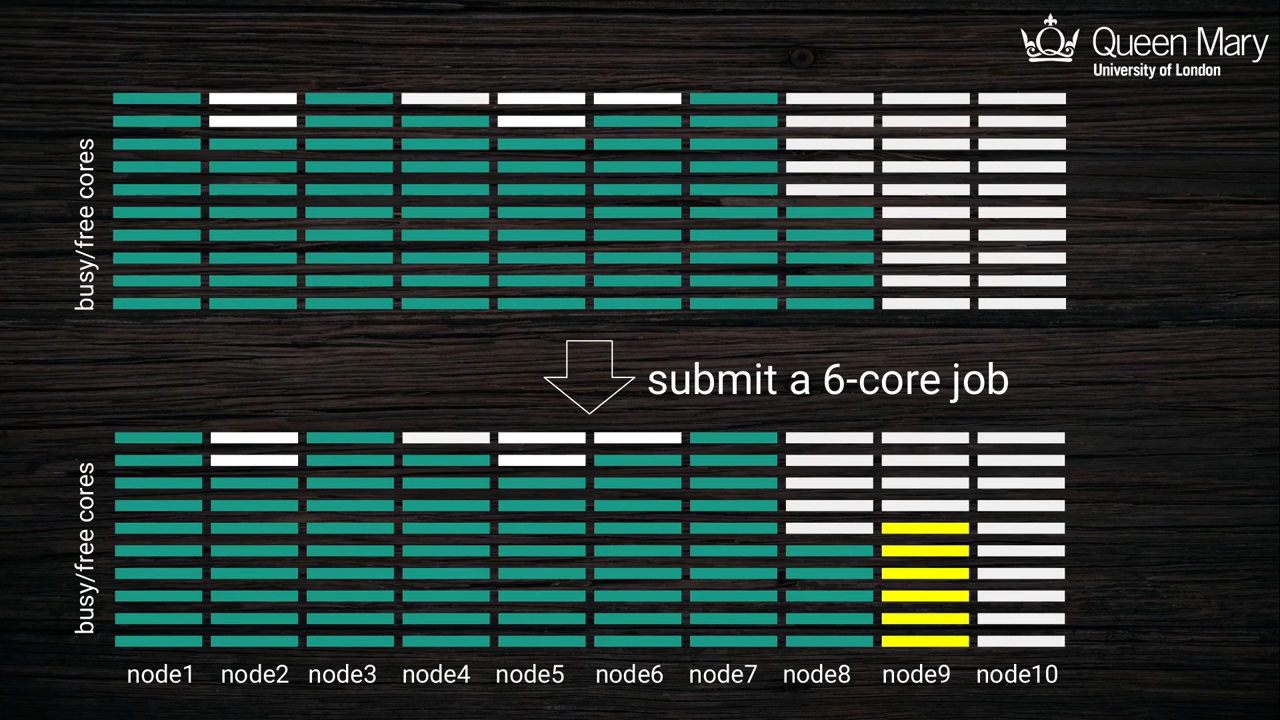 Queen Mary
University of London
busy/free cores
submit a 6-core job
busy/free cores
node1 node2 node3 node4 node5 node6 node7 node8 node9 node10